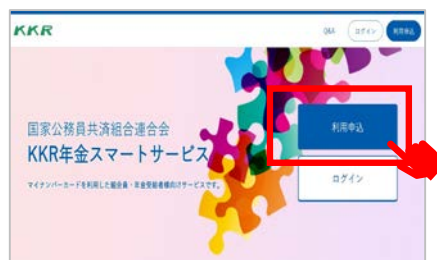 KKR
Q&A
ログイン
利用申込
国家公務員共済組合連合会
KKR年金スマートサービス
マイナンバーカードを利用した組合員・年金受給者様向けサービスです。
利用申込
ログイン